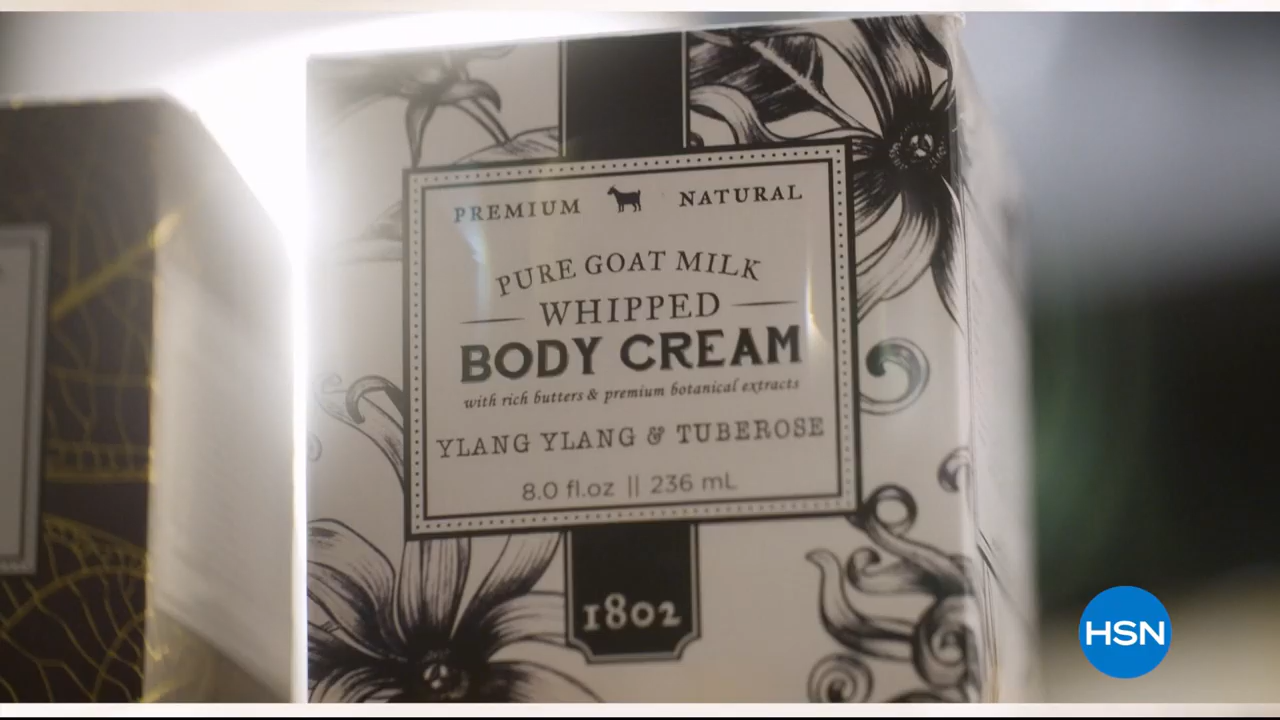 PREMIUM NATURAL
PURE GOAT MILK
WHIPPED
BODY CREAM
with rich butters & premium botanical extracts
YLANG YLANG & TUBEROSE
8.0 fl.oz || 236 mL
1802
HSN